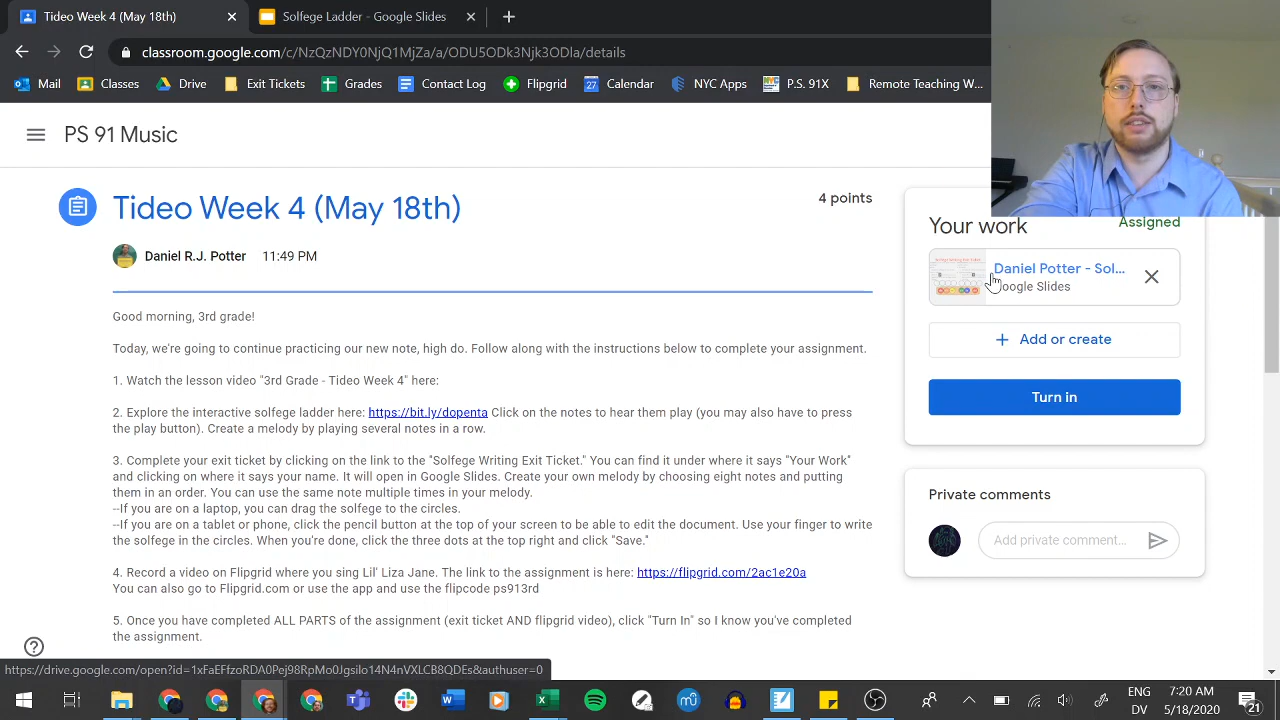 Tideo Week 4 (May 18th)
Solfege Ladder - Google Slides
classroom.google.com/c/NzQzNDY0NjQ1MjZa/a/ODU5ODk3Njk3ODla/details
Mail
Classes
Drive
Exit Tickets
Grades
Contact Log
Flipgrid
27 Calendar
NYC Apps
P.S. 91X
Remote Teaching W...
PS 91 Music
Tideo Week 4 (May 18th)
4 points
Daniel R.J. Potter 11:49 PM
Good morning, 3rd grade!
Today, we're going to continue practicing our new note, high do. Follow along with the instructions below to complete your assignment.
1. Watch the lesson video "3rd Grade - Tideo Week 4" here:
2. Explore the interactive solfege ladder here: https://bit.ly/dopenta Click on the notes to hear them play (you may also have to press
the play button). Create a melody by playing several notes in a row.
3. Complete your exit ticket by clicking on the link to the "Solfege Writing Exit Ticket." You can find it under where it says "Your Work"
and clicking on where it says your name. It will open in Google Slides. Create your own melody by choosing eight notes and putting
them in an order. You can use the same note multiple times in your melody.
--If you are on a laptop, you can drag the solfege to the circles.
--If you are on a tablet or phone, click the pencil button at the top of your screen to be able to edit the document. Use your finger to write
the solfege in the circles. When you're done, click the three dots at the top right and click "Save."
4. Record a video on Flipgrid where you sing Lil' Liza Jane. The link to the assignment is here: https://flipgrid.com/2ac1e20a
You can also go to Flipgrid.com or use the app and use the flipcode ps913rd
5. Once you have completed ALL PARTS of the assignment (exit ticket AND flipgrid video), click "Turn In" so I know you've completed
the assignment.
Your work
Assigned
Daniel Potter - Sol...
Google Slides
Add or create
Turn in
Private comments
Add private comment...
https://drive.google.com/open?id=1xFaEFfzoRDA0Pej98RpMo0Jgsilo14N4nVXLCB8QDEs&authuser=0
ENG
DV
7:20 AM
5/18/2020
21